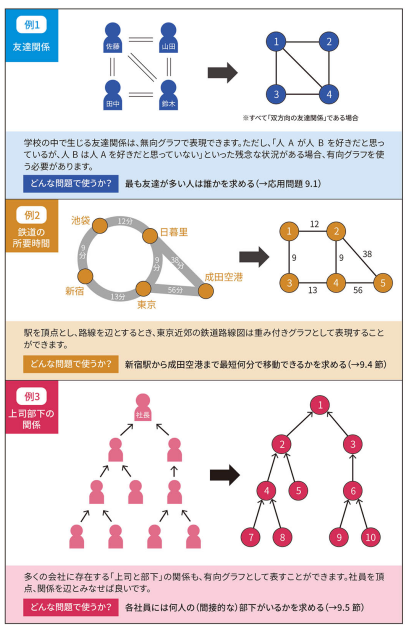 例1
友達関係
佐藤
山田
田中
鈴木
1
2
3
4
※すべて「双方向の友達関係」である場合
学校の中で生じる友達関係は、無向グラフで表現できます。ただし、「人 A が人 B を好きだと思っ
ているが、人 B は人 A を好きだと思っていない」といった残念な状況がある場合、有向グラフを使
う必要があります。
どんな問題で使うか? 最も友達が多い人は誰かを求める(→応用問題 9.1)
例2
鉄道の
所要時間
池袋
12分
日暮里
9分
9分
38分
成田空港
新宿
13分
東京
56分
1
12
2
9
9
38
3
13
4
56
5
駅を頂点とし、路線を辺とするとき、東京近郊の鉄道路線図は重み付きグラフとして表現すること
ができます。
どんな問題で使うか? 新宿駅から成田空港まで最短何分で移動できるかを求める(→9.4 節)
例3
上司部下の
関係
社長
1
2
3
4
5
6
7
8
9
10
多くの会社に存在する「上司と部下」の関係も、有向グラフとして表すことができます。社員を頂
点、関係を辺とみなせば良いです。
どんな問題で使うか? 各社員には何人の(間接的な)部下がいるかを求める(→9.5 節)